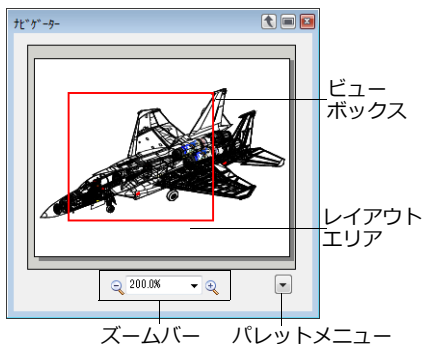 ナビゲーター
ビュー
ボックス
レイアウト
エリア
200.0%
ズームバー
パレットメニュー